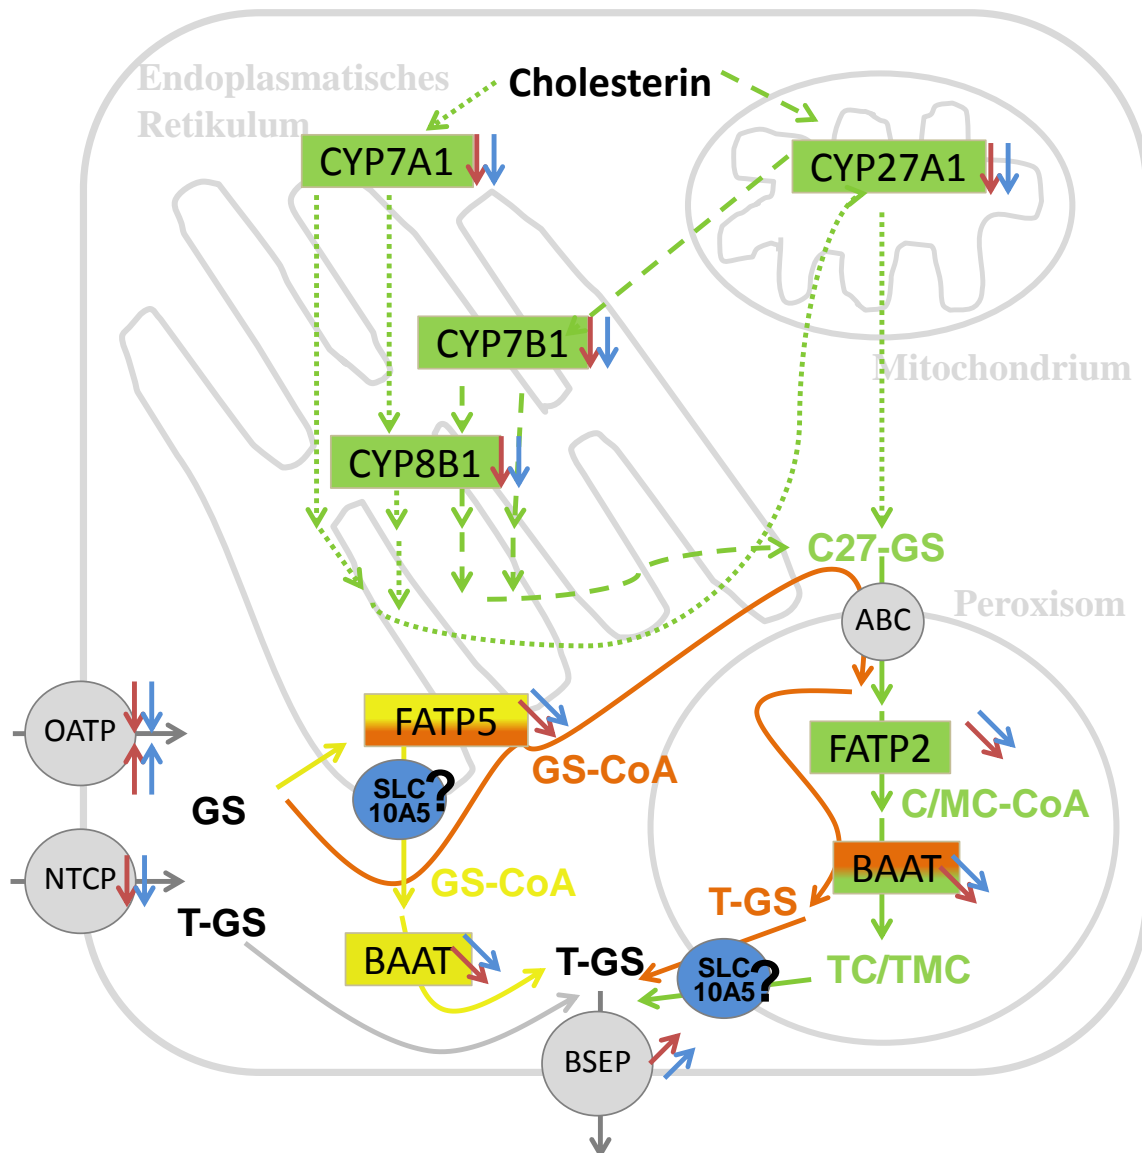 Endoplasmatisches
Retikulum
Cholesterin
CYP7A1
CYP27A1
CYP7B1
Mitochondrium
CYP8B1
C27-GS
Peroxisom
ABC
OATP
FATP5
FATP2
GS-CoA
SLC
10A5
?
GS
C/MC-CoA
NTCP
GS-CoA
BAAT
T-GS
T-GS
BAAT
T-GS
SLC
10A5
?
TC/TMC
BSEP